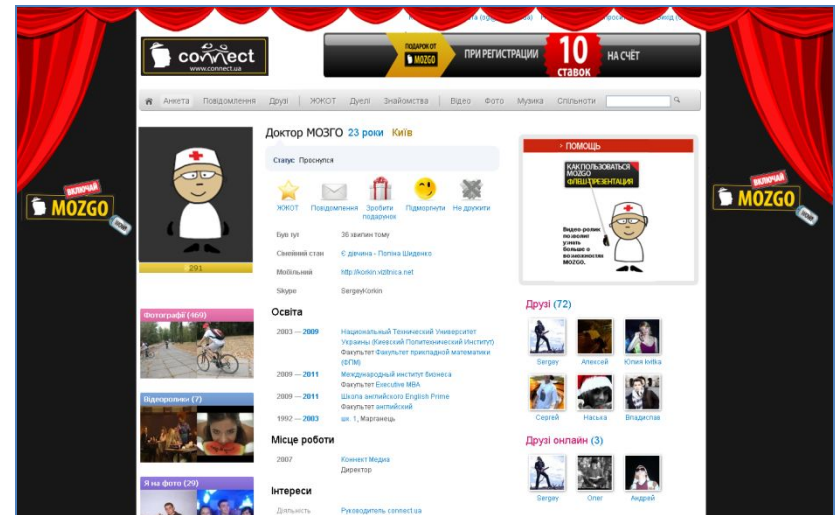 connect
www.connect.ua
ПОДАРОК ОТ
MOZGO
ПРИ РЕГИСТРАЦИИ
10
ставок
НА СЧЁТ
Анкета Повідомлення Друзі ЖЖОТ Дуелі Знайомства Відео Фото Музика Спільноти
ВКЛЮЧАЙ
MOZGO
291
Фотографії (469)
Відеоролики (7)
Я на фото (29)
Доктор МОЗГО 23 роки Київ
Статус: Проснулся
ЖЖОТ Повідомлення Зробити подарунок Підморгнути Не дружити
Був тут 36 хвилин тому
Сімейний стан Є дівчина - Полина Шиденко
Мобільний http://korkin.vizitnica.net
Skype SergeyKorkin
Освіта
2003 — 2009 Национальный Технический Университет
Украины (Киевский Политехнический Институт)
Факультет Факультет прикладной математики
(ФПМ)
2009 — 2011 Международный институт бизнеса
Факультет Executive MBA
2009 — 2011 Школа английского English Prime
Факультет английский
1992 — 2003 шк. 1, Марганець
Місце роботи
2007 Коннект Медиа
Директор
Інтереси
Діяльність Руководитель connect.ua
> ПОМОЩЬ
КАК ПОЛЬЗОВАТЬСЯ
MOZGO
ФЛЕШ-ПРЕЗЕНТАЦИЯ
Видео-ролик
позволит
узнать
больше о
возможностях
MOZGO.
Друзі (72)
Sergey Алексей Юлия kvitka
Сергей Наська Владислав
Друзі онлайн (3)
Sergey Олег Андрей
ВКЛЮЧАЙ
MOZGO